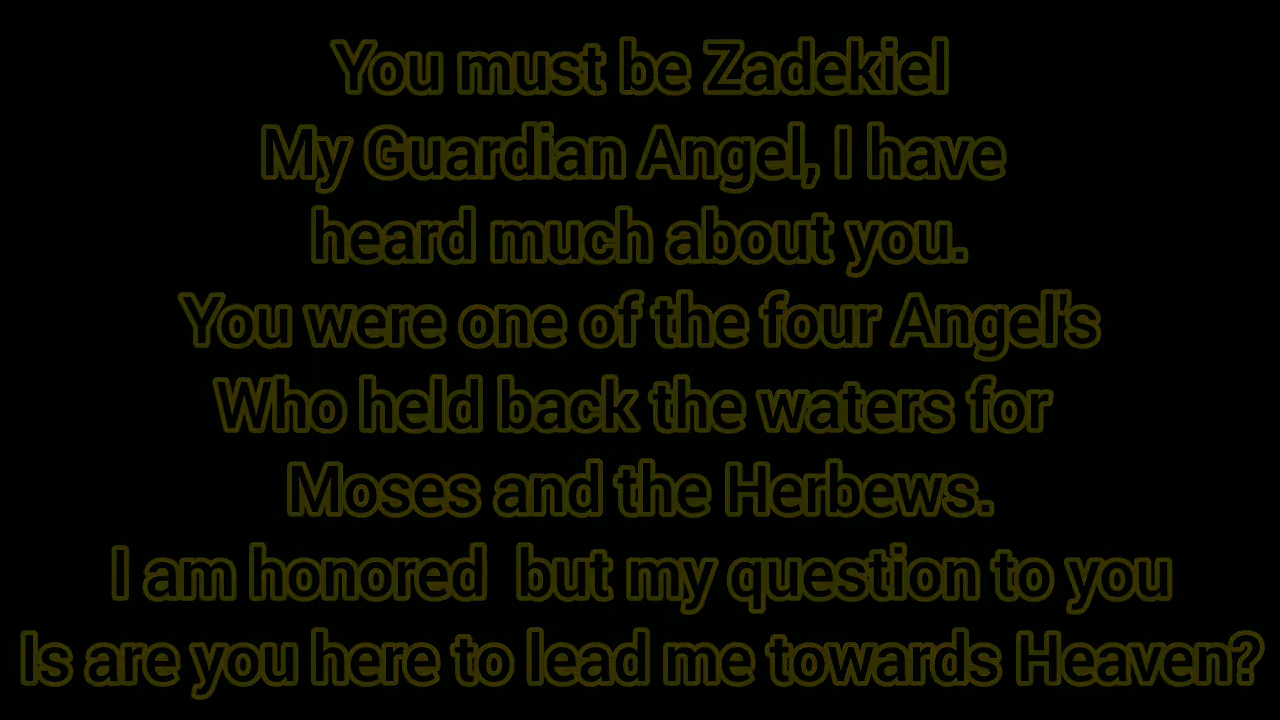 You must be Zadekiel
My Guardian Angel, I have
heard much about you.
You were one of the four Angel's
Who held back the waters for
Moses and the Herbews.
I am honored  but my question to you
Is are you here to lead me towards Heaven?